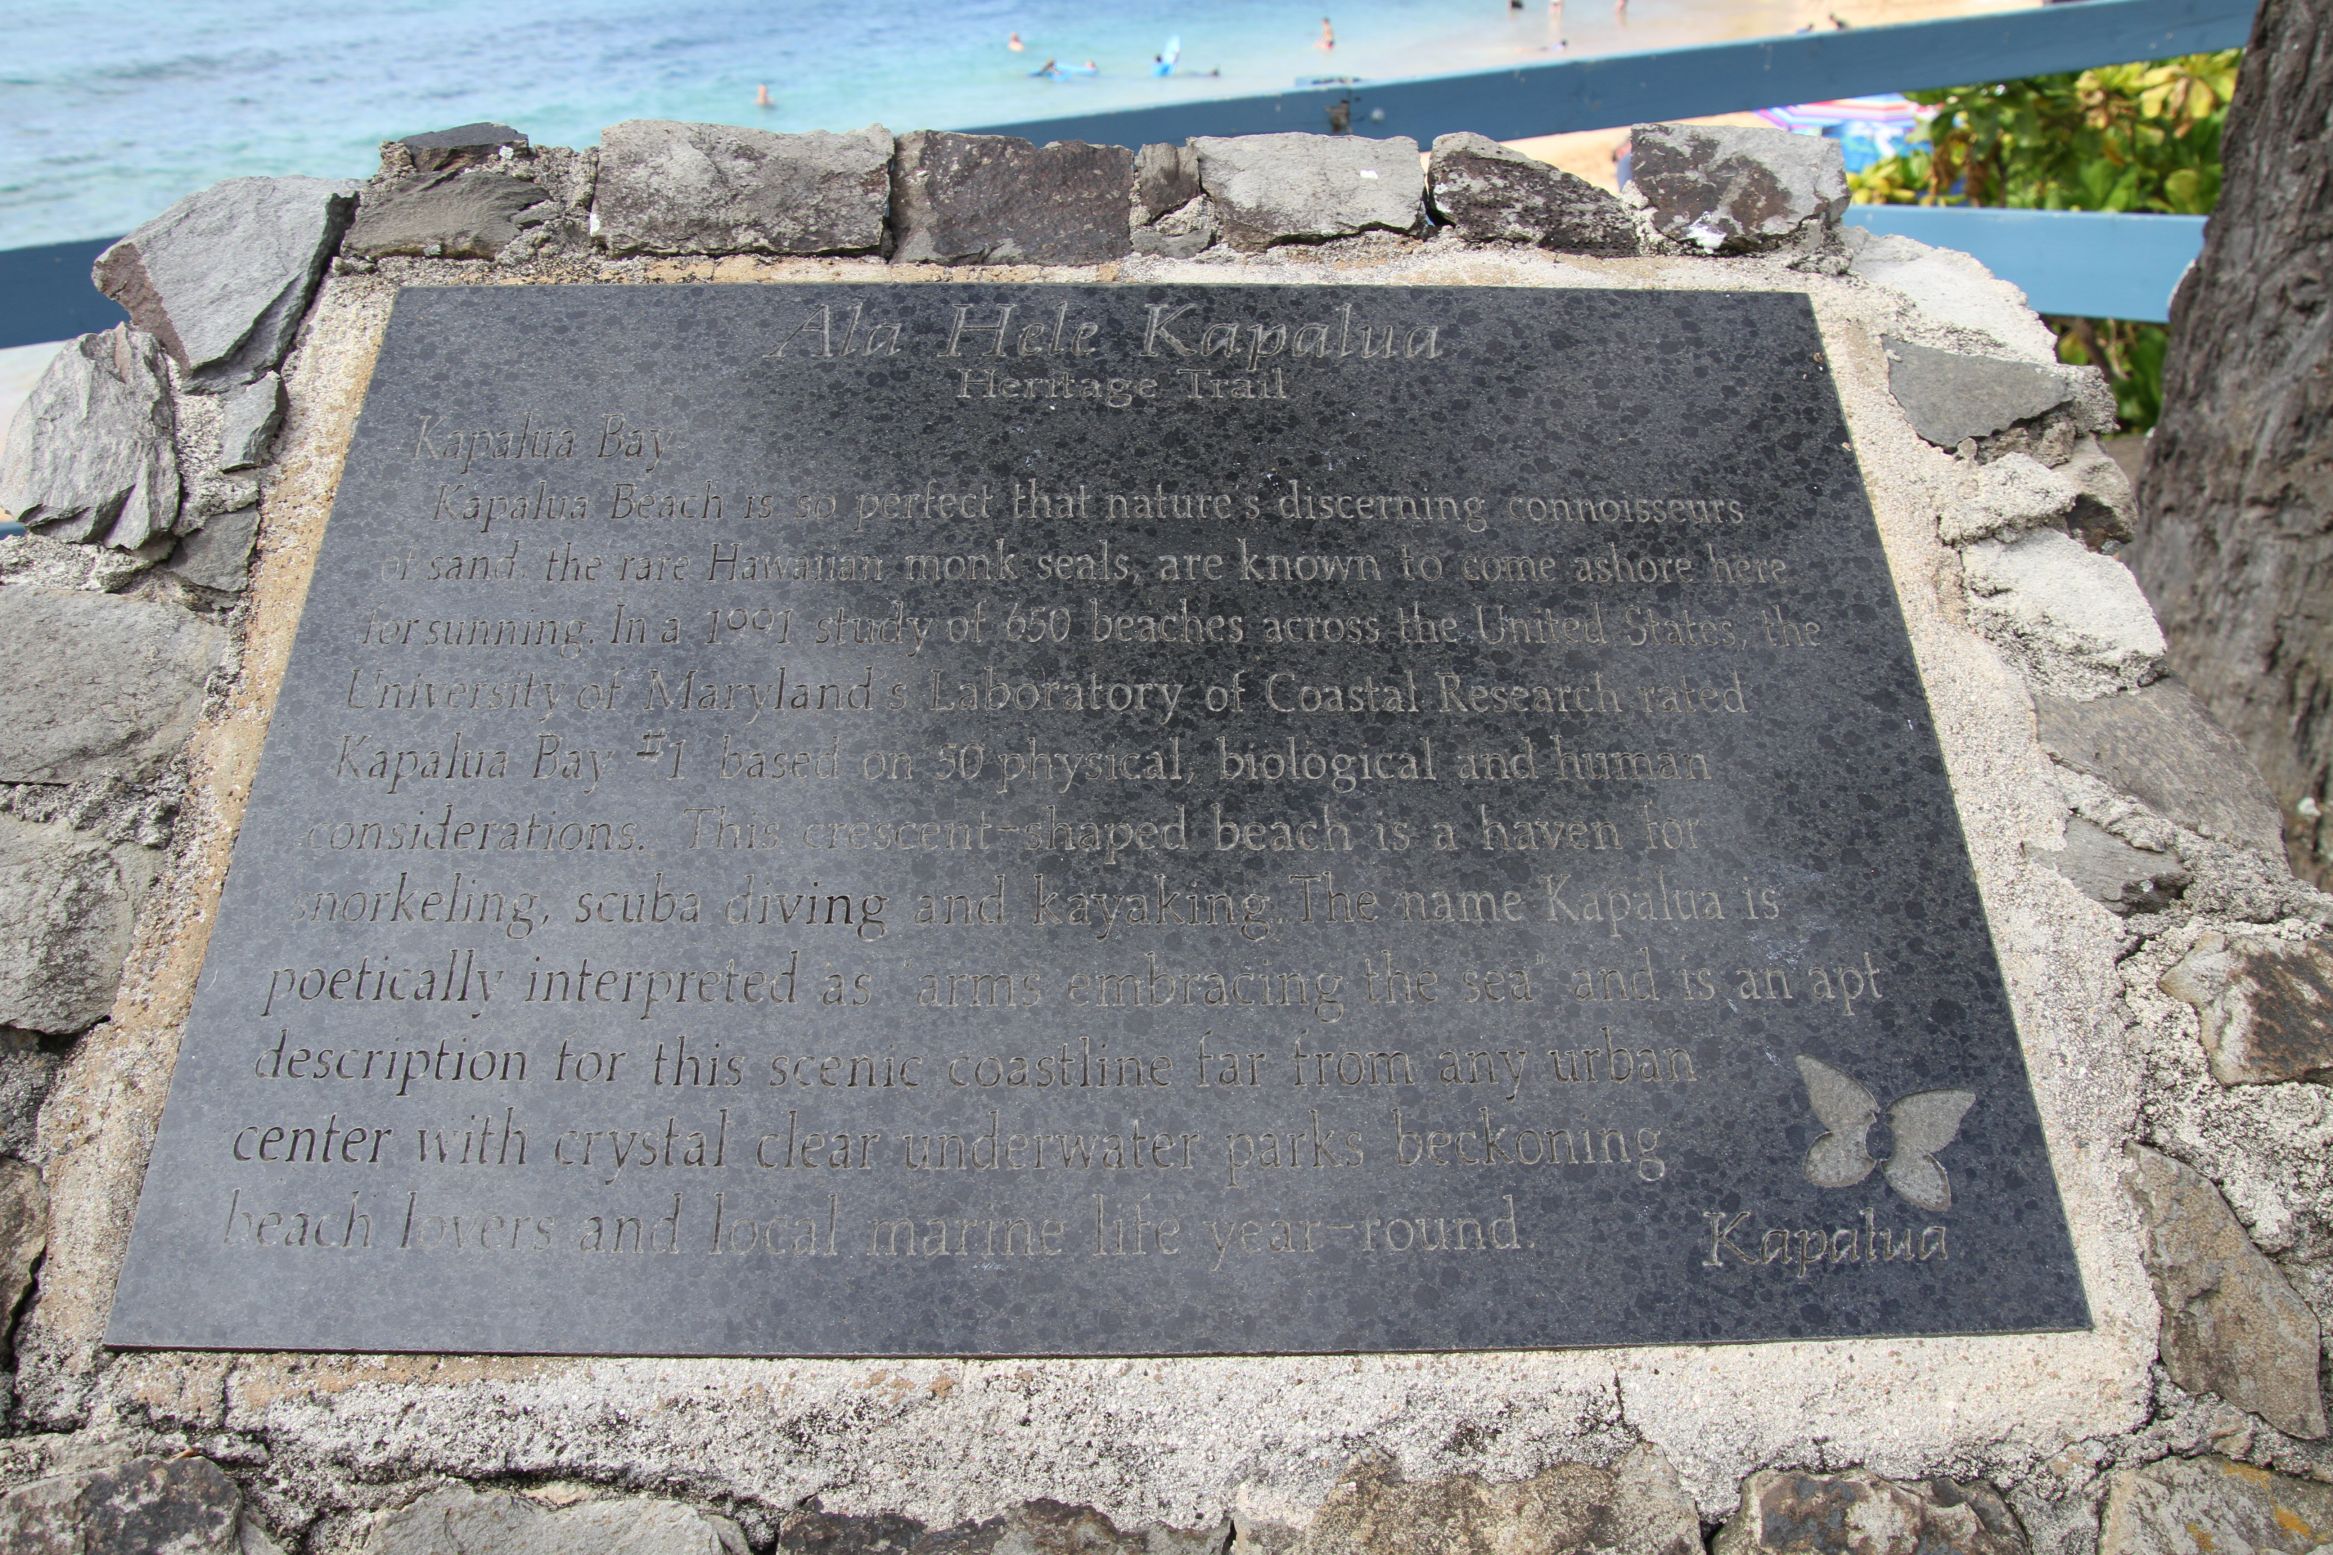 Ala Hele Kapalua
Heritage Trail
Kapalua Bay
Kapalua Beach is so perfect that nature's discerning connoisseurs
of sand, the rare Hawaiian monk seals, are known to come ashore here
for sunning. In a 1991 study of 650 beaches across the United States, the
University of Maryland's Laboratory of Coastal Research rated
Kapalua Bay #1 based on 50 physical, biological and human
considerations. This crescent-shaped beach is a haven for
snorkeling, scuba diving and kayaking. The name Kapalua is
poetically interpreted as "arms embracing the sea" and is an apt
description for this scenic coastline far from any urban
center with crystal clear underwater parks beckoning
beach lovers and local marine life year-round.
Kapalua